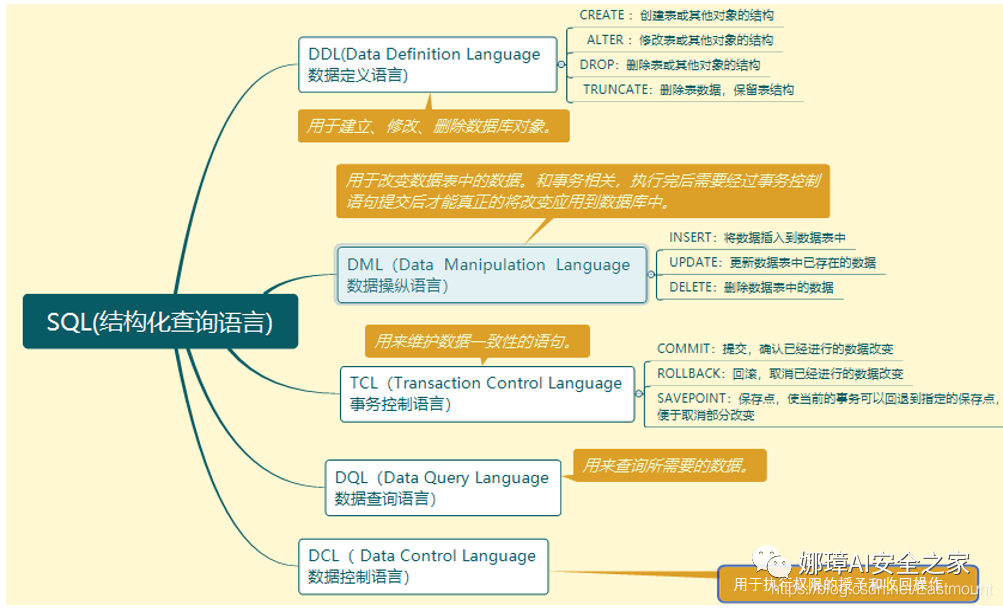 SQL(结构化查询语言)
DDL(Data Definition Language
数据定义语言)
CREATE ：创建表或其他对象的结构
ALTER ：修改表或其他对象的结构
DROP：删除表或其他对象的结构
TRUNCATE：删除表数据，保留表结构
用于建立、修改、删除数据库对象。
用于改变数据表中的数据。和事务相关，执行完后需要经过事务控制
语句提交后才能真正的将改变应用到数据库中。
DML（Data Manipulation Language
数据操纵语言）
INSERT：将数据插入到数据表中
UPDATE：更新数据表中已存在的数据
DELETE：删除数据表中的数据
用来维护数据一致性的语句。
TCL（Transaction Control Language
事务控制语言）
COMMIT：提交，确认已经进行的数据改变
ROLLBACK：回滚，取消已经进行的数据改变
SAVEPOINT：保存点，使当前的事务可以回退到指定的保存点，
便于取消部分改变
DQL（Data Query Language
数据查询语言）
用来查询所需要的数据。
DCL（ Data Control Language
数据控制语言）
娜璋AI安全之家
用于执行权限的授予和收回操作
https://blog.csdn.net/Eastmount